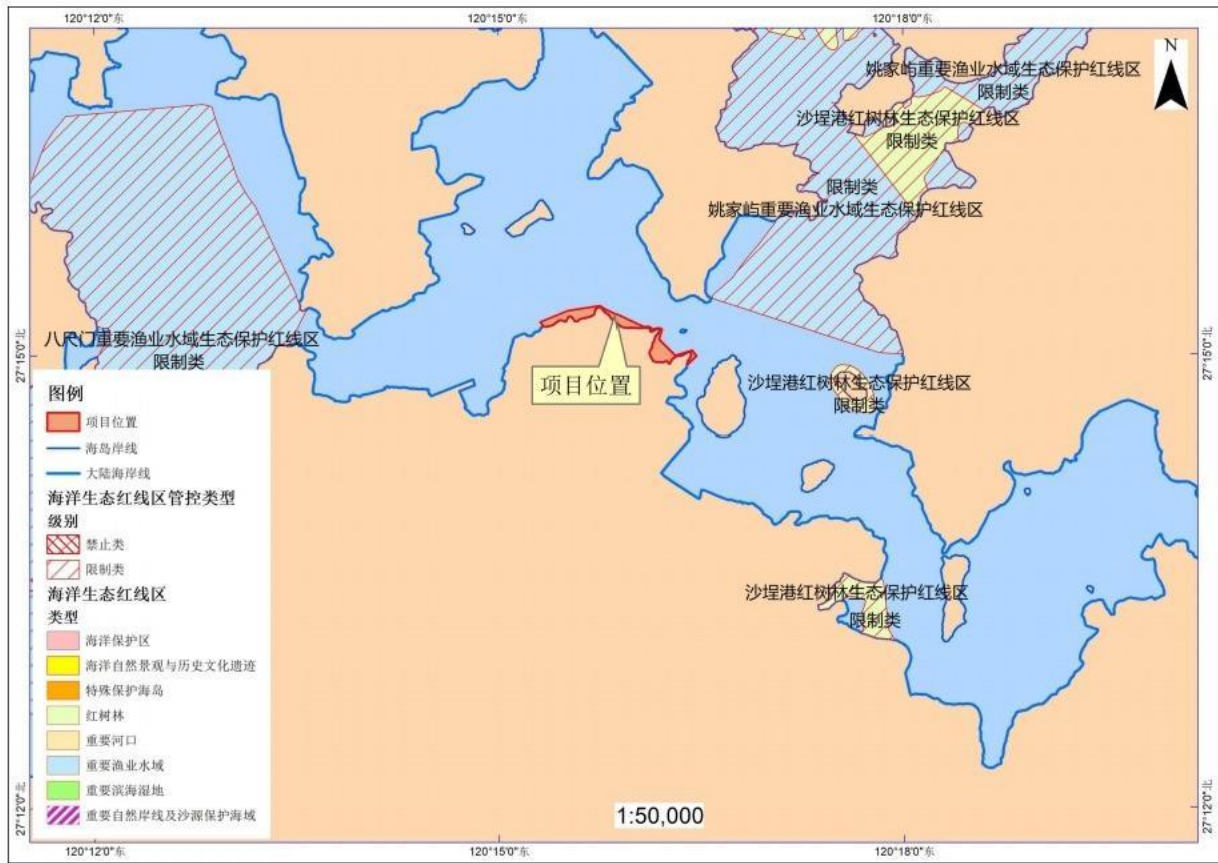 120°12'0"东
120°15'0"东
120°18'0"东
N
姚家屿重要渔业水域生态保护红线区
限制类
沙埕港红树林生态保护红线区
限制类
限制类
姚家屿重要渔业水域生态保护红线区
27°15'0"北
27°15'0"北
八尺门重要渔业水域生态保护红线区
限制类
项目位置
沙埕港红树林生态保护红线区
限制类
图例
项目位置
海岛岸线
大陆海岸线
海洋生态红线区管控类型
级别
禁止类
限制类
海洋生态红线区
类型
海洋保护区
海洋自然景观与历史文化遗迹
特殊保护海岛
红树林
重要河口
重要渔业水域
重要滨海湿地
重要自然岸线及沙源保护海域
沙埕港红树林生态保护红线区
限制类
27°12'0"北
27°12'0"北
1:50,000
120°12'0"东
120°15'0"东
120°18'0"东